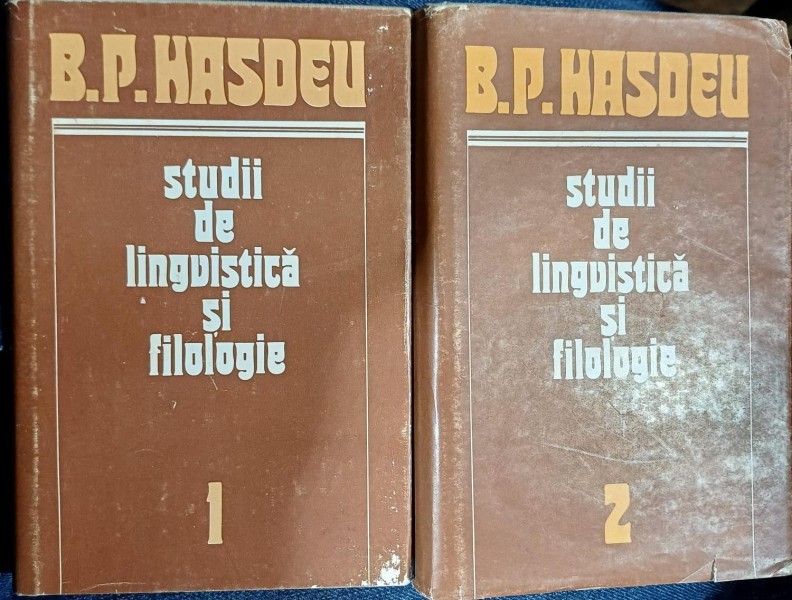 B.P. HASDEU
studii
de
lingvistică
și
filologie
1
B.P. HASDEU
studii
de
lingvistică
și
filologie
2